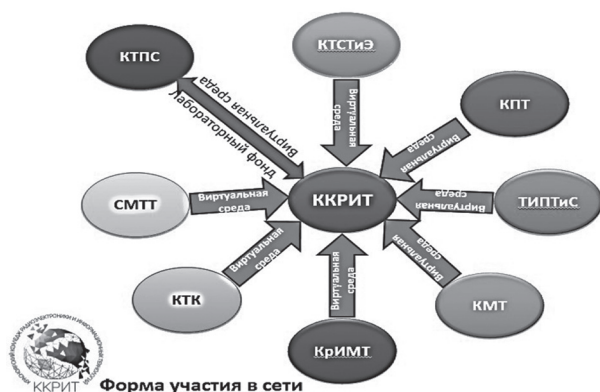 КТСТиЭ
КТПС
КПТ
Виртуальная
среда
Виртуальная среда
Лабораторный фонд
Виртуальная
среда
ККРИТ
СМТТ
Виртуальная
среда
Виртуальная
среда
ТИПТиС
Виртуальная
среда
Виртуальная
среда
Виртуальная
среда
КТК
КМТ
КрИМТ
ККРИТ
Форма участия в сети